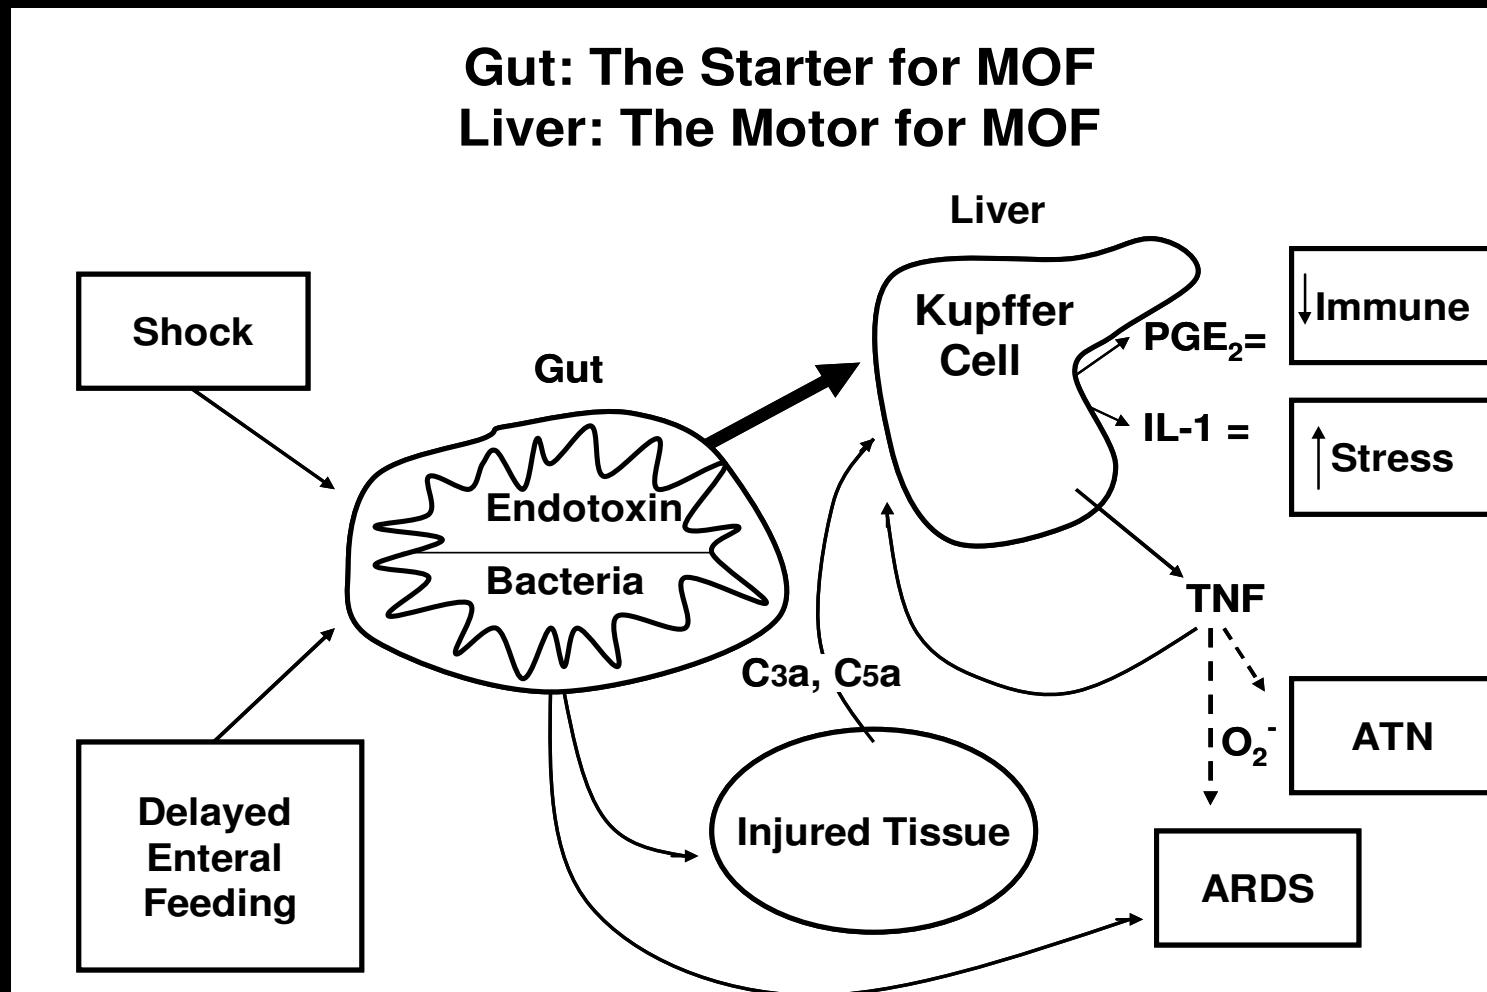 Gut: The Starter for MOF
Liver: The Motor for MOF
Liver
Shock
Gut
Kupffer
Cell
PGE2=
↓Immune
IL-1 =
↑Stress
Endotoxin
Bacteria
TNF
C3a, C5a
O2-
ATN
Delayed
Enteral
Feeding
Injured Tissue
ARDS